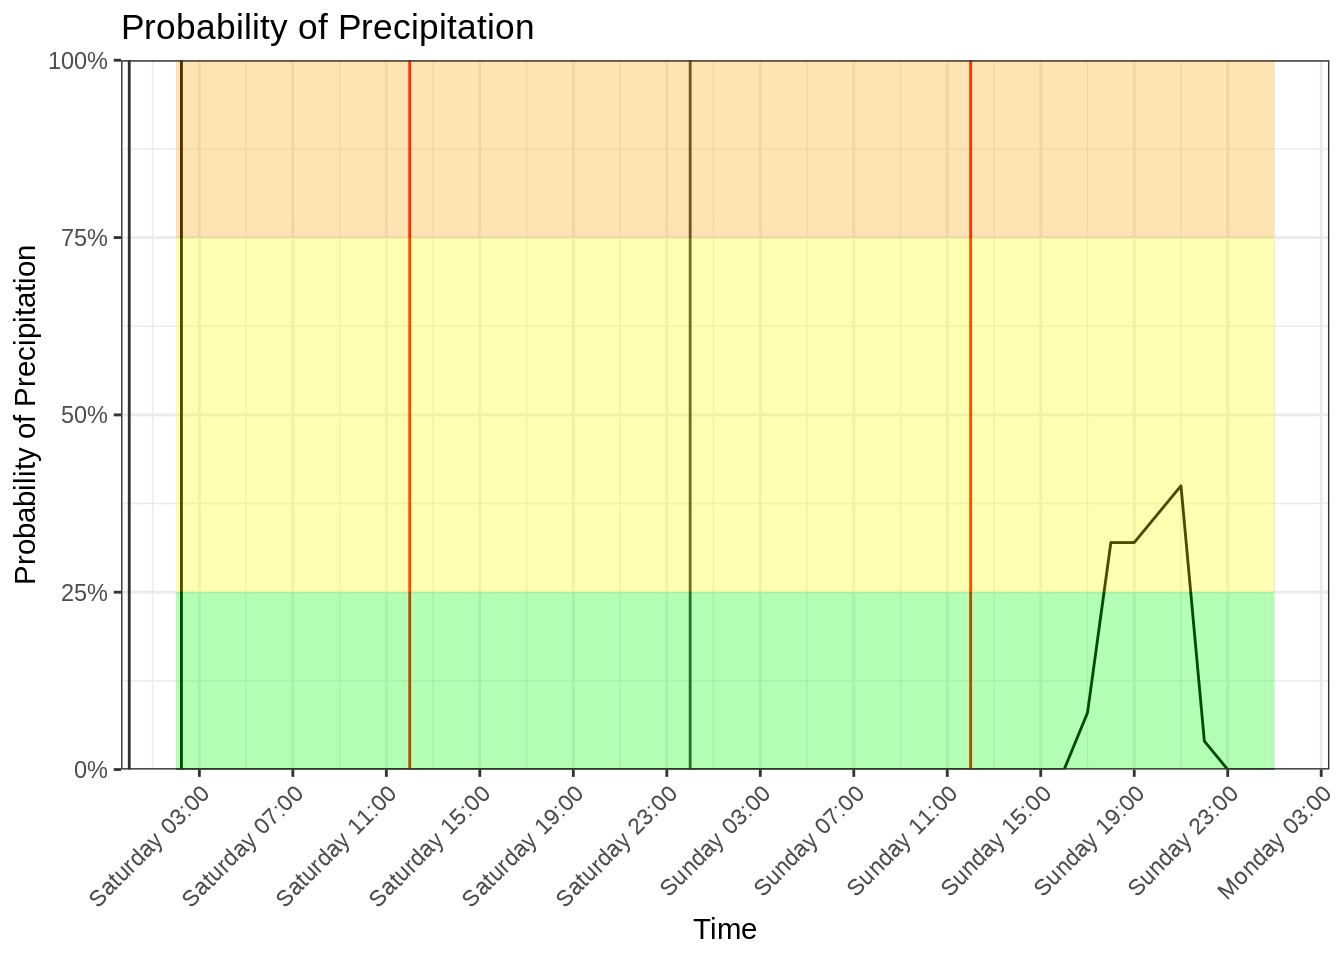 Probability of Precipitation
Probability of Precipitation
100%
75%
50%
25%
0%
Saturday 03:00
Saturday 07:00
Saturday 11:00
Saturday 15:00
Saturday 19:00
Saturday 23:00
Sunday 03:00
Sunday 07:00
Sunday 11:00
Sunday 15:00
Sunday 19:00
Sunday 23:00
Monday 03:00
Time